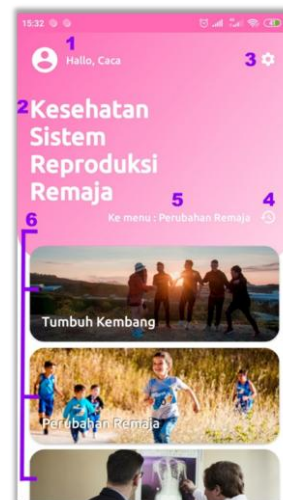 15:32
1
Hallo, Caca
3
2
Kesehatan
Sistem
Reproduksi
Remaja
5
4
Ke menu : Perubahan Remaja
6
Tumbuh Kembang
Perubahan Remaja